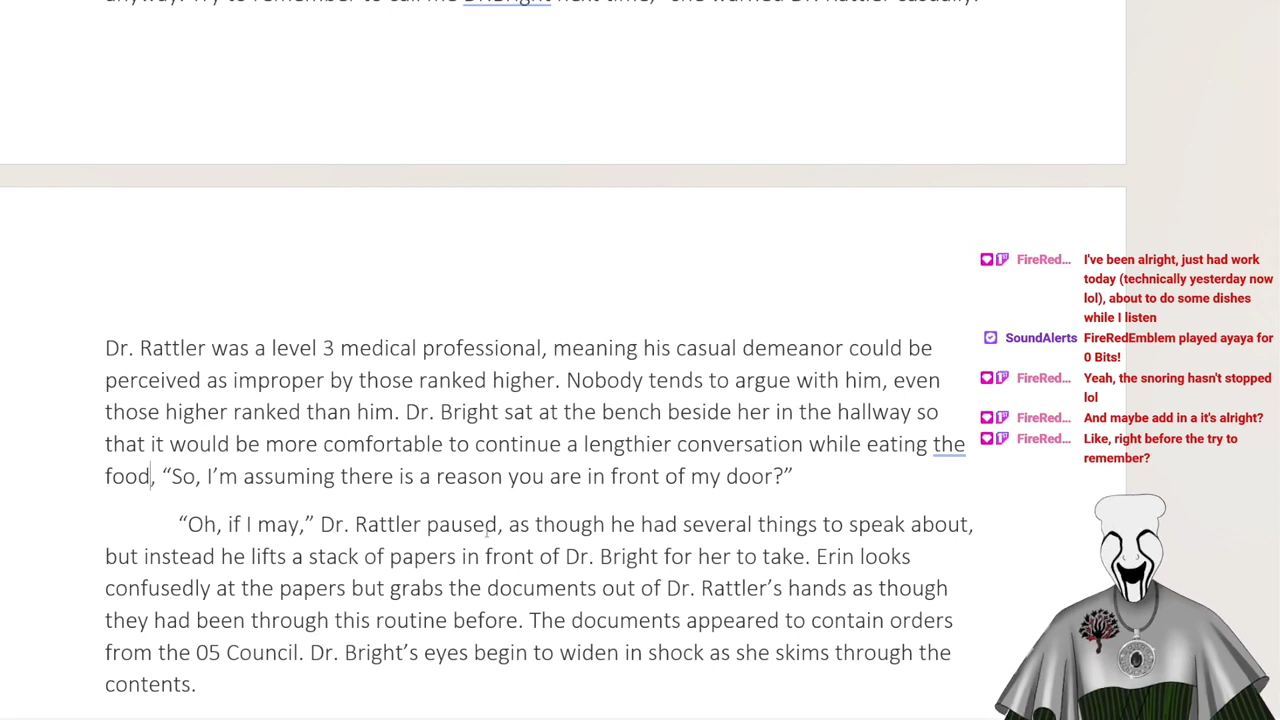 Dr. Rattler was a level 3 medical professional, meaning his casual demeanor could be
perceived as improper by those ranked higher. Nobody tends to argue with him, even
those higher ranked than him. Dr. Bright sat at the bench beside her in the hallway so
that it would be more comfortable to continue a lengthier conversation while eating the
food, “So, I’m assuming there is a reason you are in front of my door?”
“Oh, if I may,” Dr. Rattler paused, as though he had several things to speak about,
but instead he lifts a stack of papers in front of Dr. Bright for her to take. Erin looks
confusedly at the papers but grabs the documents out of Dr. Rattler’s hands as though
they had been through this routine before. The documents appeared to contain orders
from the 05 Council. Dr. Bright’s eyes begin to widen in shock as she skims through the
contents.
FireRed... I've been alright, just had work
today (technically yesterday now
lol), about to do some dishes
while I listen
SoundAlerts FireRedEmblem played ayaya for
0 Bits!
FireRed... Yeah, the snoring hasn't stopped
lol
FireRed... And maybe add in a it's alright?
FireRed... Like, right before the try to
remember?